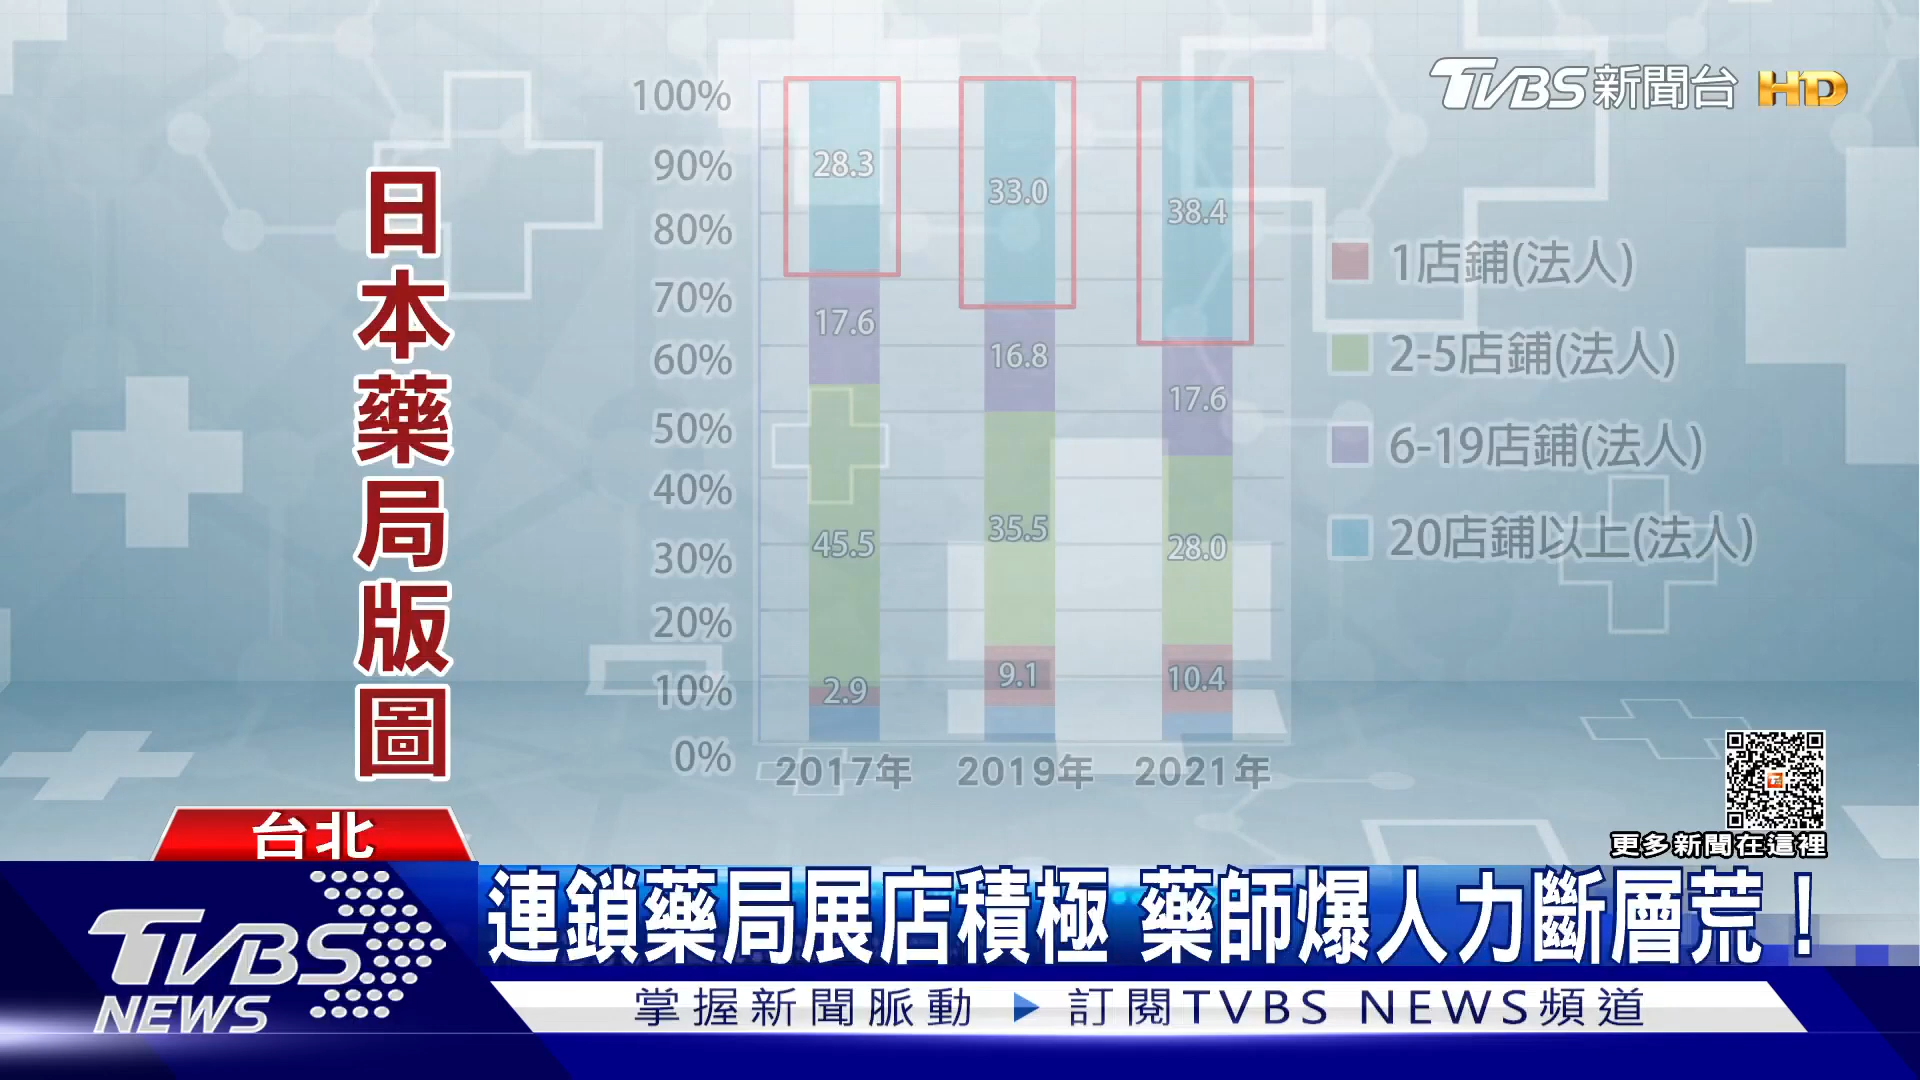 TVBS新聞台 HD
日本藥局版圖
100%
90%
80%
70%
60%
50%
40%
30%
20%
10%
0%
28.3
17.6
45.5
2.9
33.0
16.8
35.5
9.1
38.4
17.6
28.0
10.4
2017年
2019年
2021年
1店鋪(法人)
2-5店鋪(法人)
6-19店鋪(法人)
20店鋪以上(法人)
更多新聞在這裡
台北
TVBS
NEWS
連鎖藥局展店積極 藥師爆人力斷層荒!
掌握新聞脈動 訂閱TVBS NEWS頻道